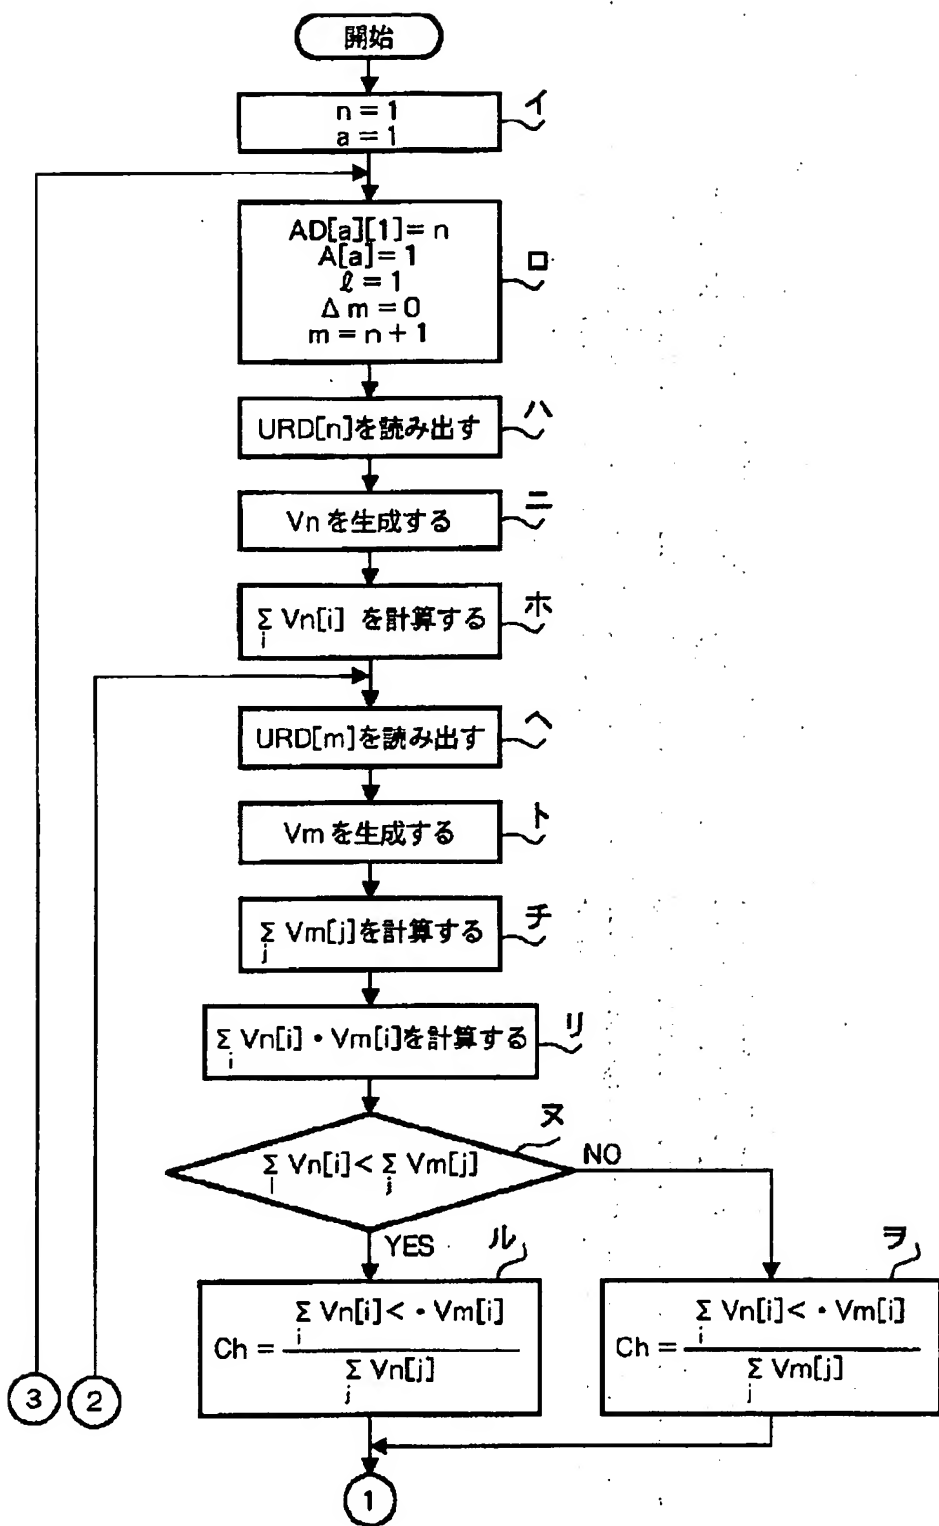 開始
n = 1
a = 1
イ
AD[a][1] = n
A[a] = 1
ℓ = 1
Δm = 0
m = n + 1
ロ
URD[n]を読み出す
ハ
Vn を生成する
ニ
Σ Vn[i] を計算する
i
ホ
URD[m]を読み出す
ヘ
Vm を生成する
ト
Σ Vm[j]を計算する
j
チ
Σ Vn[i]・Vm[i]を計算する
i
リ
Σ Vn[i] < Σ Vm[j]
i j
ヌ
NO
YES
ル
Σ Vn[i] < ・Vm[i]
i
Ch =
Σ Vn[j]
j
ヲ
Σ Vn[i] < ・Vm[i]
i
Ch =
Σ Vm[j]
j
3
2
1